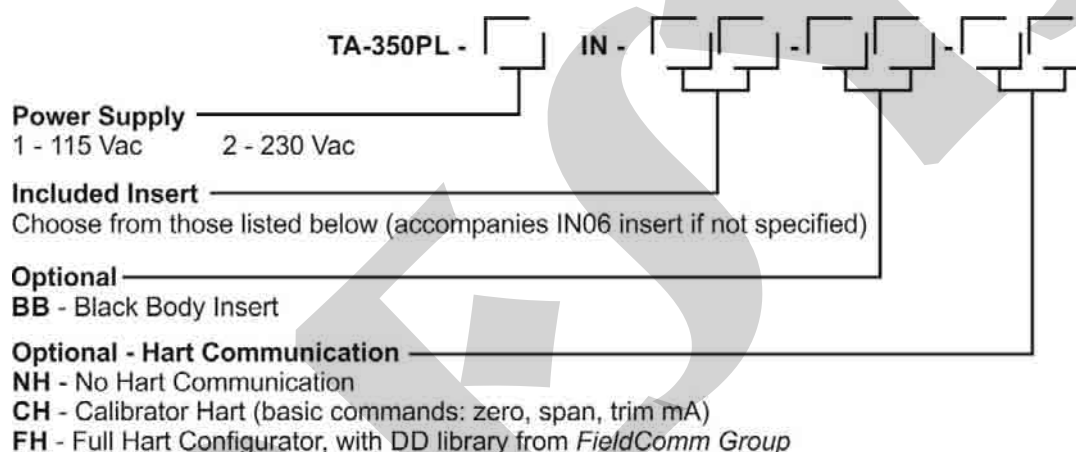 TA-350PL - IN - - -
Power Supply
1 - 115 Vac 2 - 230 Vac
Included Insert
Choose from those listed below (accompanies IN06 insert if not specified)
Optional
BB - Black Body Insert
Optional - Hart Communication
NH - No Hart Communication
CH - Calibrator Hart (basic commands: zero, span, trim mA)
FH - Full Hart Configurator, with DD library from FieldComm Group